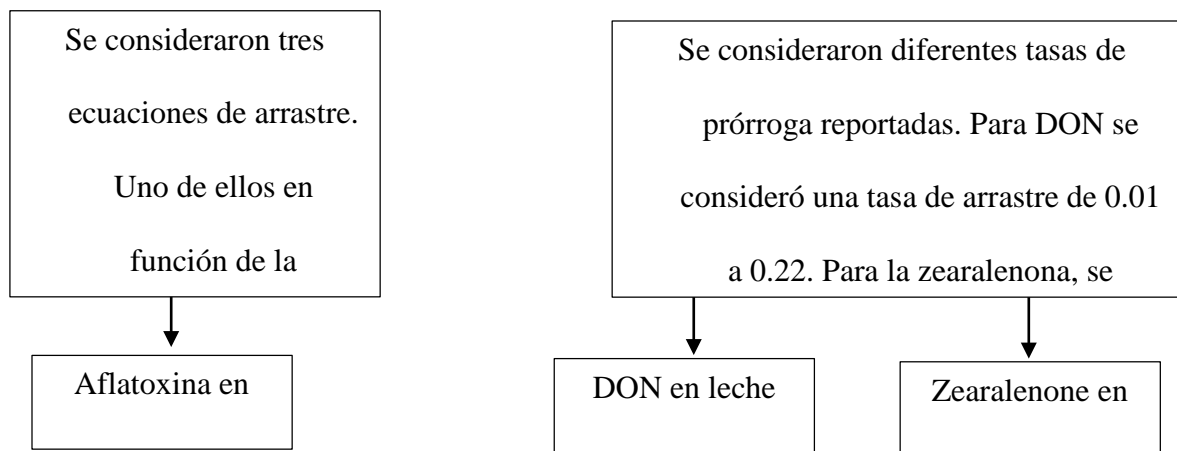 Se consideraron tres
ecuaciones de arrastre.
Uno de ellos en
función de la
Se consideraron diferentes tasas de
prórroga reportadas. Para DON se
consideró una tasa de arrastre de 0.01
a 0.22. Para la zearalenona, se
Aflatoxina en
DON en leche
Zearalenone en